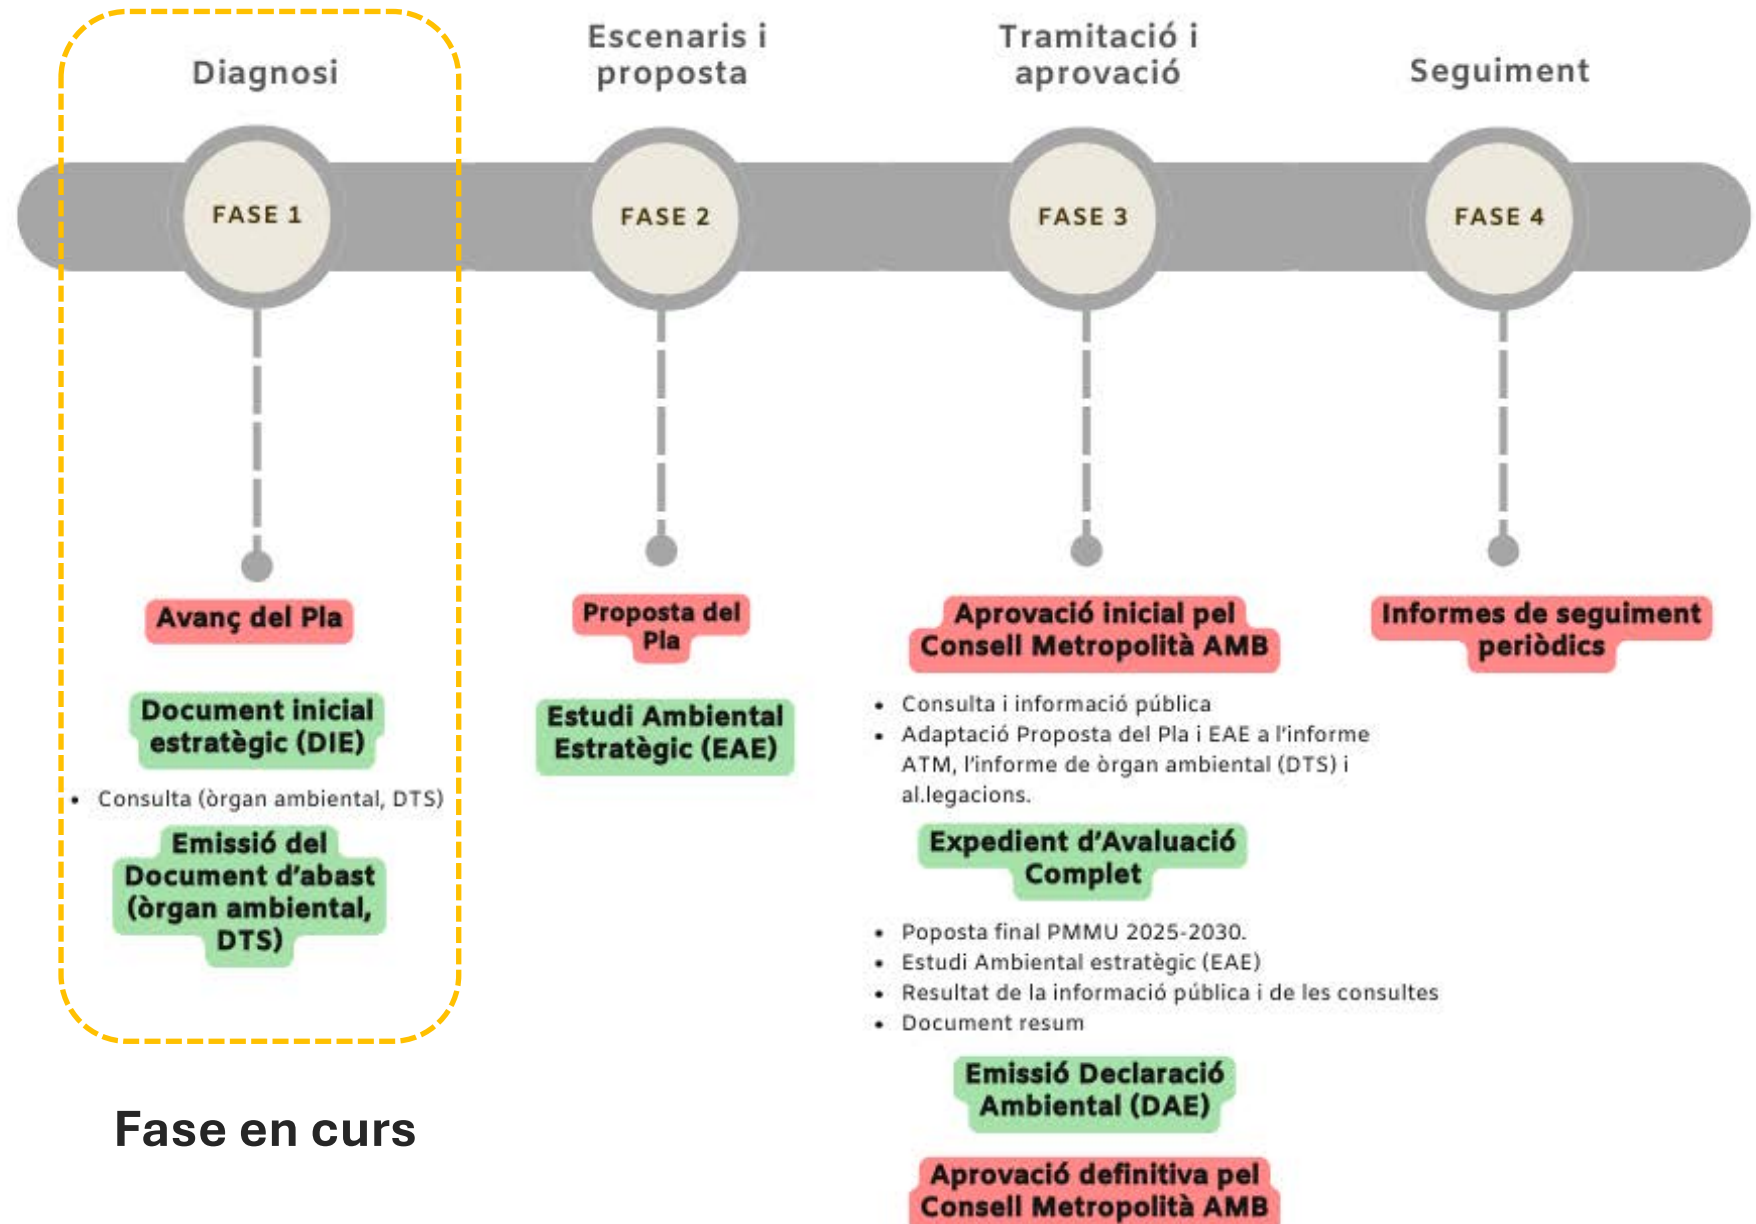 Diagnosi
FASE 1
Avanç del Pla
Document inicial
estratègic (DIE)
• Consulta (òrgan ambiental, DTS)
Emissió del
Document d'abast
(òrgan ambiental,
DTS)
Fase en curs
Escenaris i
proposta
FASE 2
Proposta del
Pla
Estudi Ambiental
Estratègic (EAE)
Tramitació i
aprovació
FASE 3
Aprovació inicial pel
Consell Metropolità AMB
• Consulta i informació pública
• Adaptació Proposta del Pla i EAE a l'informe
ATM, l'informe de òrgan ambiental (DTS) i
al.legacions.
Expedient d'Avaluació
Complet
• Poposta final PMMU 2025-2030.
• Estudi Ambiental estratègic (EAE)
• Resultat de la informació pública i de les consultes
• Document resum
Emissió Declaració
Ambiental (DAE)
Aprovació definitiva pel
Consell Metropolità AMB
Seguiment
FASE 4
Informes de seguiment
periòdics